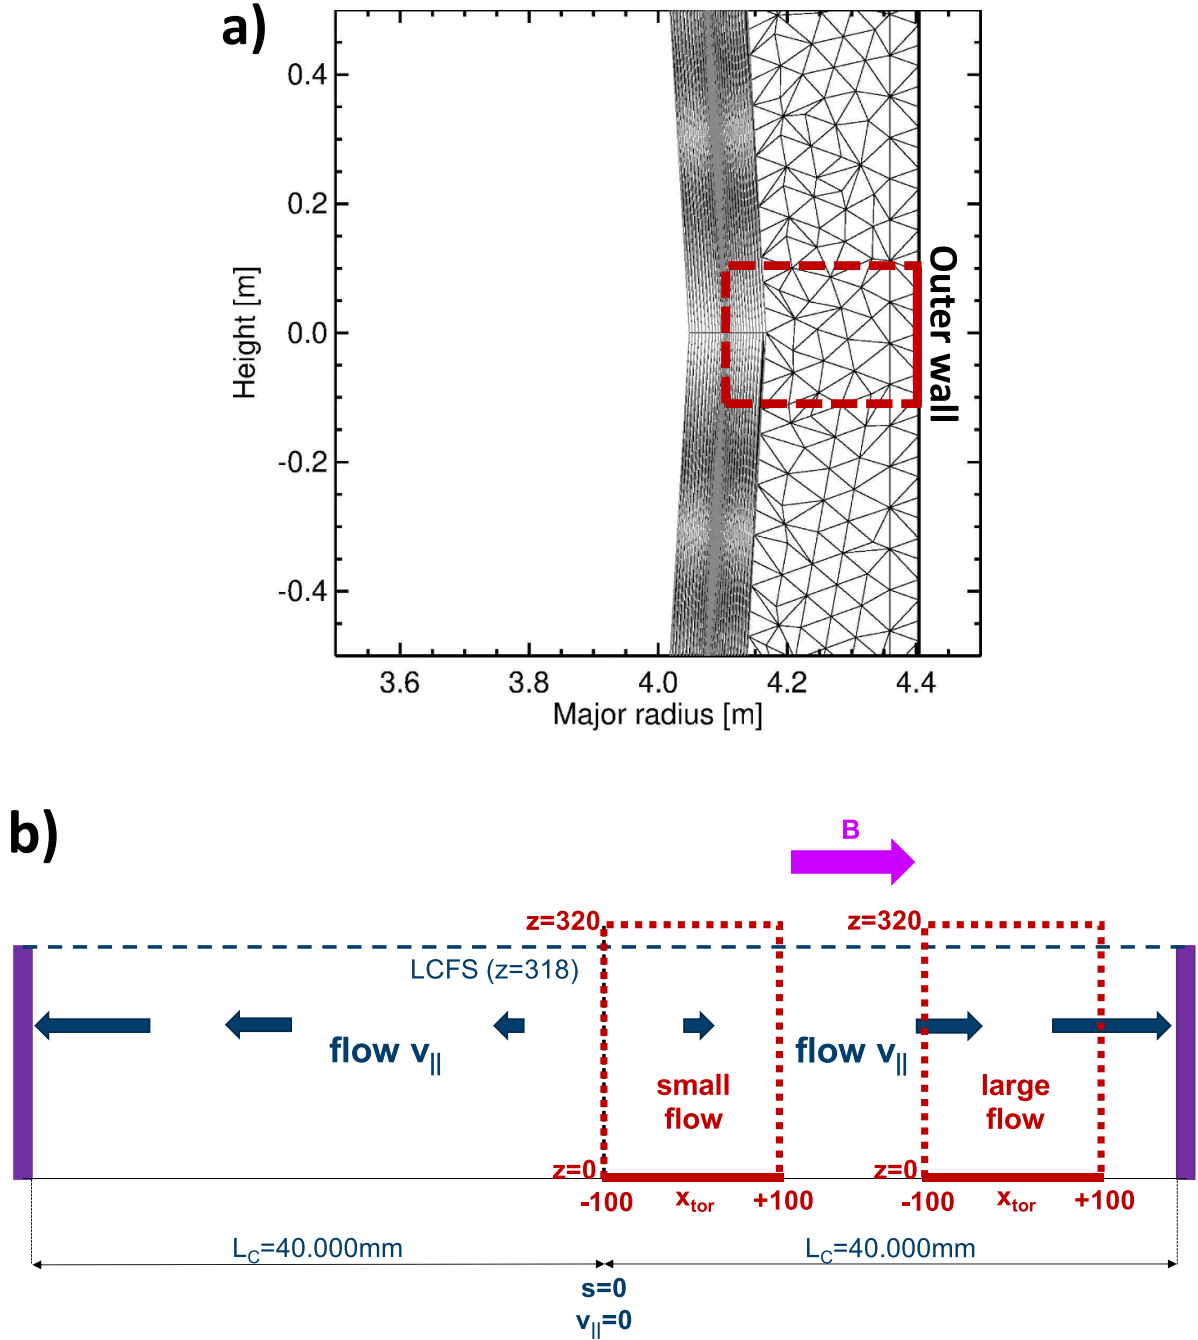 a)
0.4
0.2
0.0
-0.2
-0.4
Height [m]
Outer wall
3.6 3.8 4.0 4.2 4.4
Major radius [m]
b)
B
z=320 z=320
LCFS (z=318)
flow v||
flow v||
small
flow
large
flow
z=0 z=0
-100 xtor +100 -100 xtor +100
LC=40.000mm LC=40.000mm
s=0
v||=0